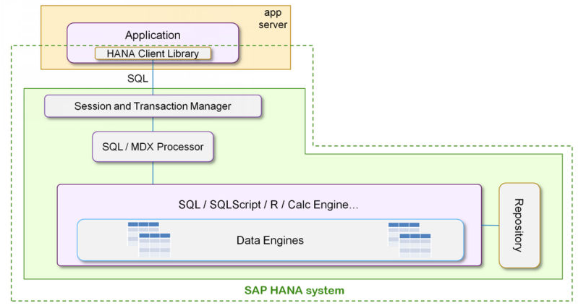 app
server
Application
HANA Client Library
SQL
Session and Transaction Manager
SQL / MDX Processor
SQL / SQLScript / R / Calc Engine...
Data Engines
Repository
SAP HANA system